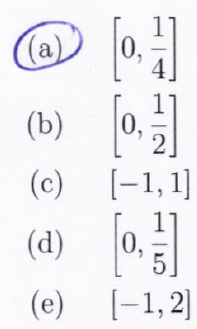 (a) [0, 1/4]
(b) [0, 1/2]
(c) [−1, 1]
(d) [0, 1/5]
(e) [−1, 2]